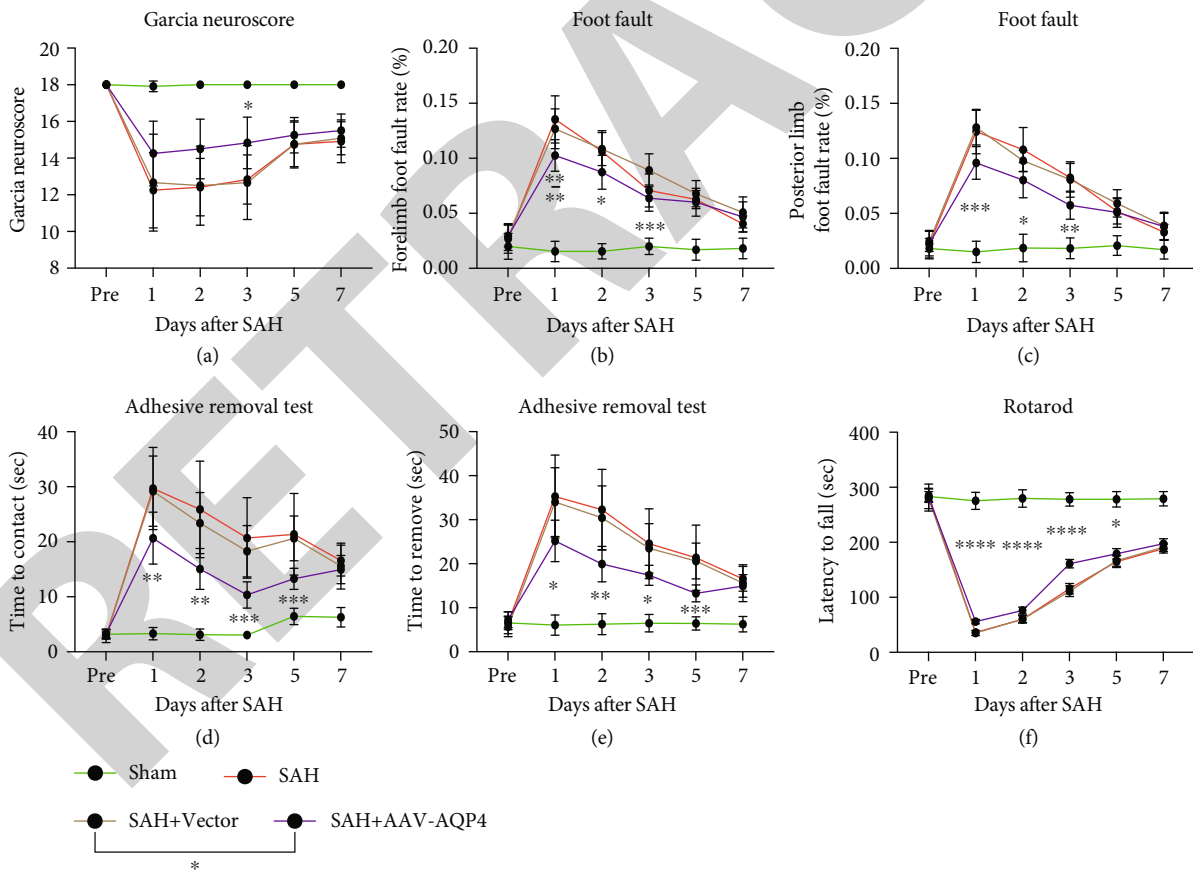 Garcia neuroscore
Garcia neuroscore
20
18
16
14
12
10
8
*
Pre 1 2 3 5 7
Days after SAH
(a)
Foot fault
Forelimb foot fault rate (%)
0.20
0.15
0.10
0.05
0.00
**
**
*
***
Pre 1 2 3 5 7
Days after SAH
(b)
Foot fault
Posterior limb
foot fault rate (%)
0.20
0.15
0.10
0.05
0.00
***
*
**
Pre 1 2 3 5 7
Days after SAH
(c)
Adhesive removal test
Time to contact (sec)
40
30
20
10
0
**
**
***
***
Pre 1 2 3 5 7
Days after SAH
(d)
Adhesive removal test
Time to remove (sec)
50
40
30
20
10
0
*
**
*
***
Pre 1 2 3 5 7
Days after SAH
(e)
Rotarod
Latency to fall (sec)
400
300
200
100
0
****
****
****
*
Pre 1 2 3 5 7
Days after SAH
(f)
Sham SAH
SAH+Vector SAH+AAV-AQP4
*